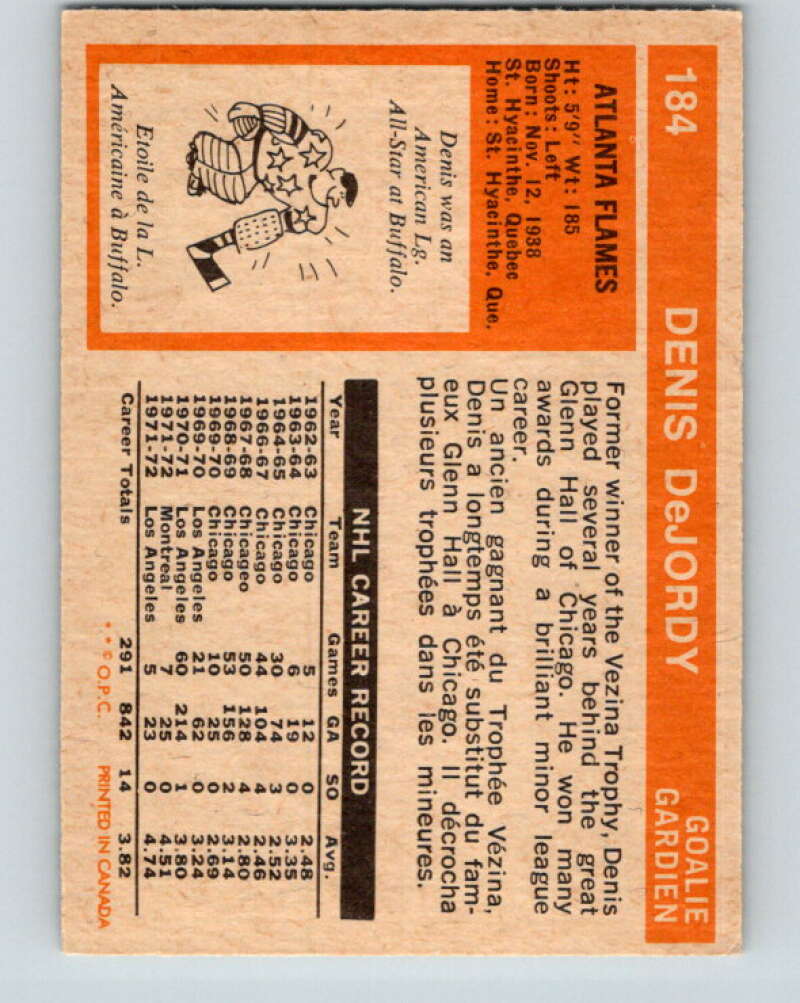 184 DENIS DeJORDY GOALIE
GARDIEN
ATLANTA FLAMES
Ht: 5'9" Wt: 185
Shoots: Left
Born: Nov. 12, 1938
St. Hyacinthe, Quebec
Home: St. Hyacinthe, Que.
Denis was an
American Lg.
All-Star at Buffalo.
Etoile de la L.
Américaine à Buffalo.
Former winner of the Vezina Trophy, Denis
played several years behind the great
Glenn Hall of Chicago. He won many
awards during a brilliant minor league
career.
Un ancien gagnant du Trophée Vézina,
Denis a longtemps été substitut du fam-
eux Glenn Hall à Chicago. Il décrocha
plusieurs trophées dans les mineures.
NHL CAREER RECORD
Year Team Games GA SO Avg.
1962-63 Chicago 5 12 0 2.48
1963-64 Chicago 6 19 0 3.35
1964-65 Chicago 30 74 3 2.52
1966-67 Chicago 44 104 4 2.46
1967-68 Chicageo 50 128 4 2.80
1968-69 Chicago 53 156 2 3.14
1969-70 Chicago 10 25 0 2.69
1969-70 Los Angeles 21 62 0 3.24
1970-71 Los Angeles 60 214 1 3.80
1971-72 Montreal 7 25 0 4.51
1971-72 Los Angeles 5 23 0 4.74
Career Totals 291 842 14 3.82
* * © O.P.C. PRINTED IN CANADA